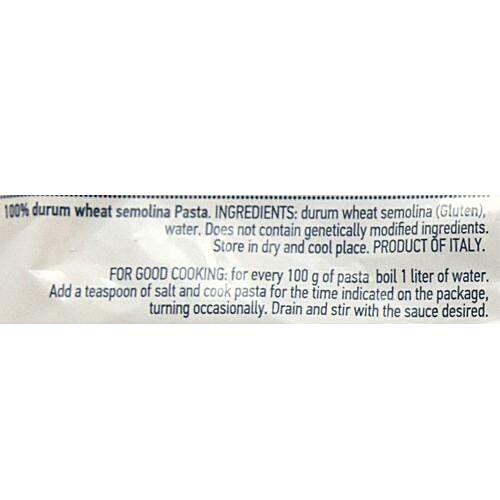 100% durum wheat semolina Pasta. INGREDIENTS: durum wheat semolina (Gluten),
water. Does not contain genetically modified ingredients.
Store in dry and cool place. PRODUCT OF ITALY.
FOR GOOD COOKING: for every 100 g of pasta boil 1 liter of water.
Add a teaspoon of salt and cook pasta for the time indicated on the package,
turning occasionally. Drain and stir with the sauce desired.